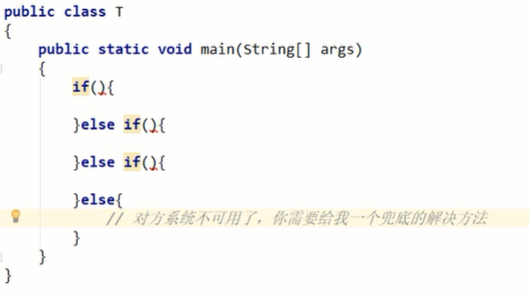 public class T
{
public static void main(String[] args)
{
if(){
}else if(){
}else if(){
}else{
// 对方系统不可用了，你需要给我一个兜底的解决方法
}
}
}